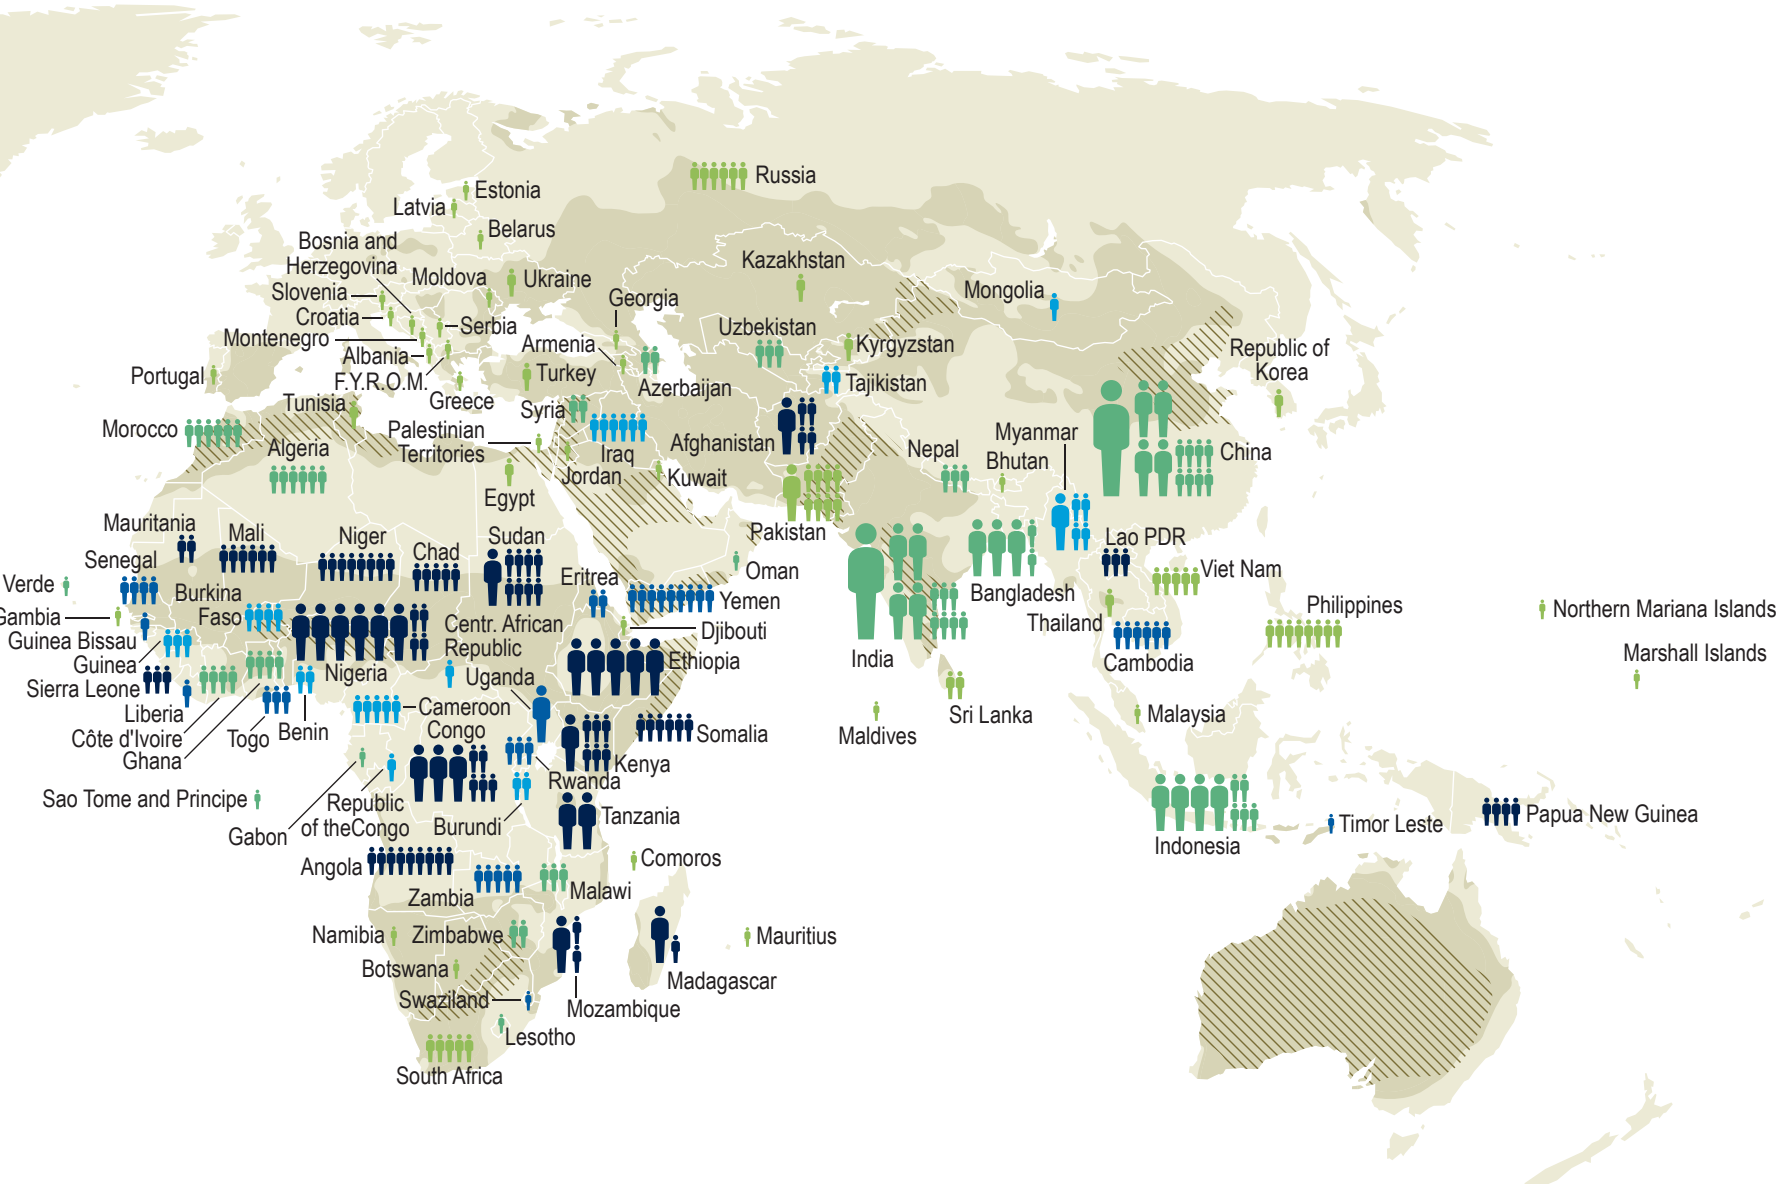 Russia
Estonia
Latvia
Belarus
Bosnia and
Herzegovina
Moldova
Ukraine
Kazakhstan
Slovenia
Georgia
Mongolia
Croatia
Serbia
Uzbekistan
Montenegro
Armenia
Kyrgyzstan
Albania
Republic of
Korea
Portugal
F.Y.R.O.M.
Turkey
Azerbaijan
Tajikistan
Tunisia
Greece
Syria
Morocco
Palestinian
Territories
Afghanistan
Myanmar
Algeria
Iraq
Nepal
Bhutan
China
Jordan
Kuwait
Egypt
Mauritania
Mali
Niger
Sudan
Pakistan
Lao PDR
Senegal
Chad
Oman
Viet Nam
Verde
Eritrea
Burkina
Faso
Yemen
Bangladesh
Philippines
Northern Mariana Islands
Gambia
Centr. African
Republic
Djibouti
Thailand
Guinea Bissau
Guinea
Nigeria
Ethiopia
India
Cambodia
Marshall Islands
Sierra Leone
Uganda
Liberia
Cameroon
Sri Lanka
Malaysia
Côte d'Ivoire
Togo
Benin
Congo
Somalia
Maldives
Ghana
Kenya
Rwanda
Sao Tome and Principe
Republic
of theCongo
Gabon
Burundi
Tanzania
Timor Leste
Papua New Guinea
Indonesia
Angola
Comoros
Zambia
Malawi
Namibia
Zimbabwe
Mauritius
Botswana
Madagascar
Swaziland
Mozambique
Lesotho
South Africa